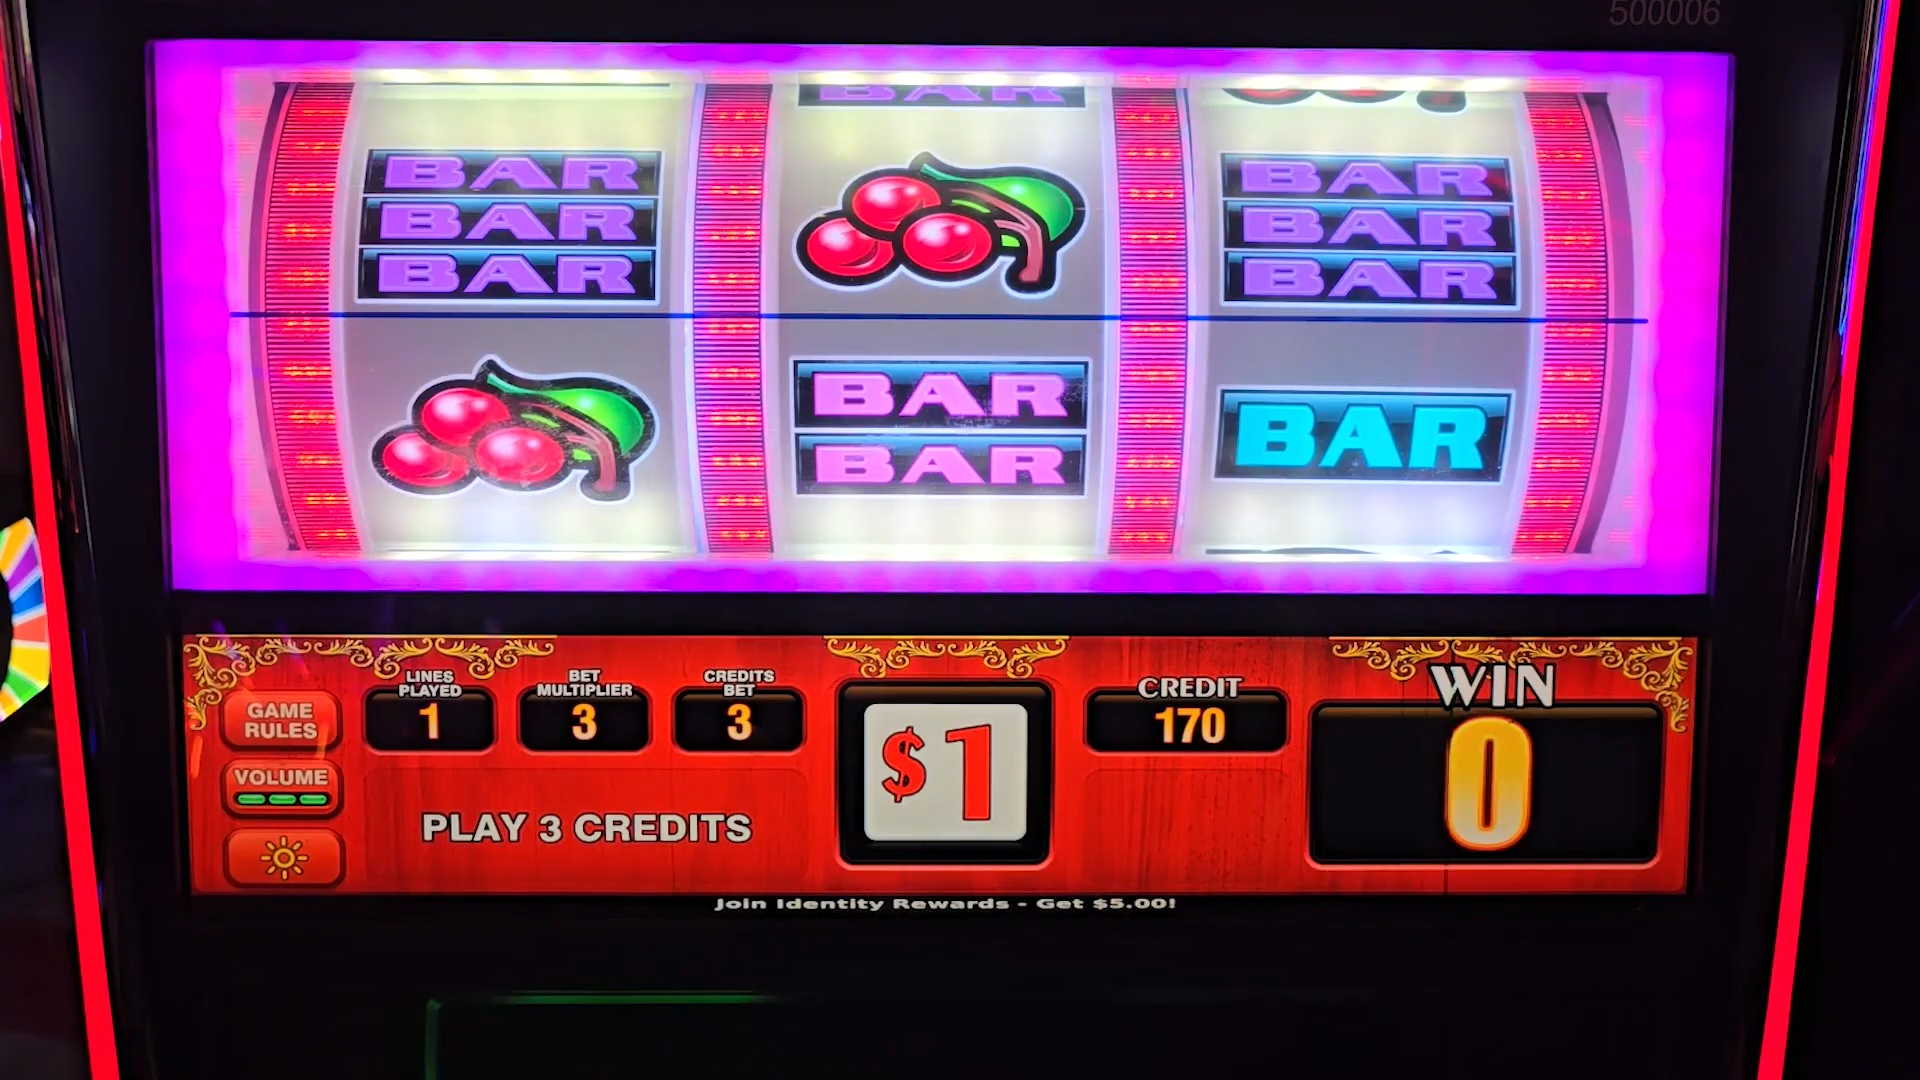 500006
BAR
BAR BAR
BAR BAR
BAR BAR
BAR
BAR BAR
LINES PLAYED
1
BET MULTIPLIER
3
CREDITS BET
3
$1
CREDIT
170
WIN
0
GAME RULES
VOLUME
PLAY 3 CREDITS
Join Identity Rewards - Get $5.00!